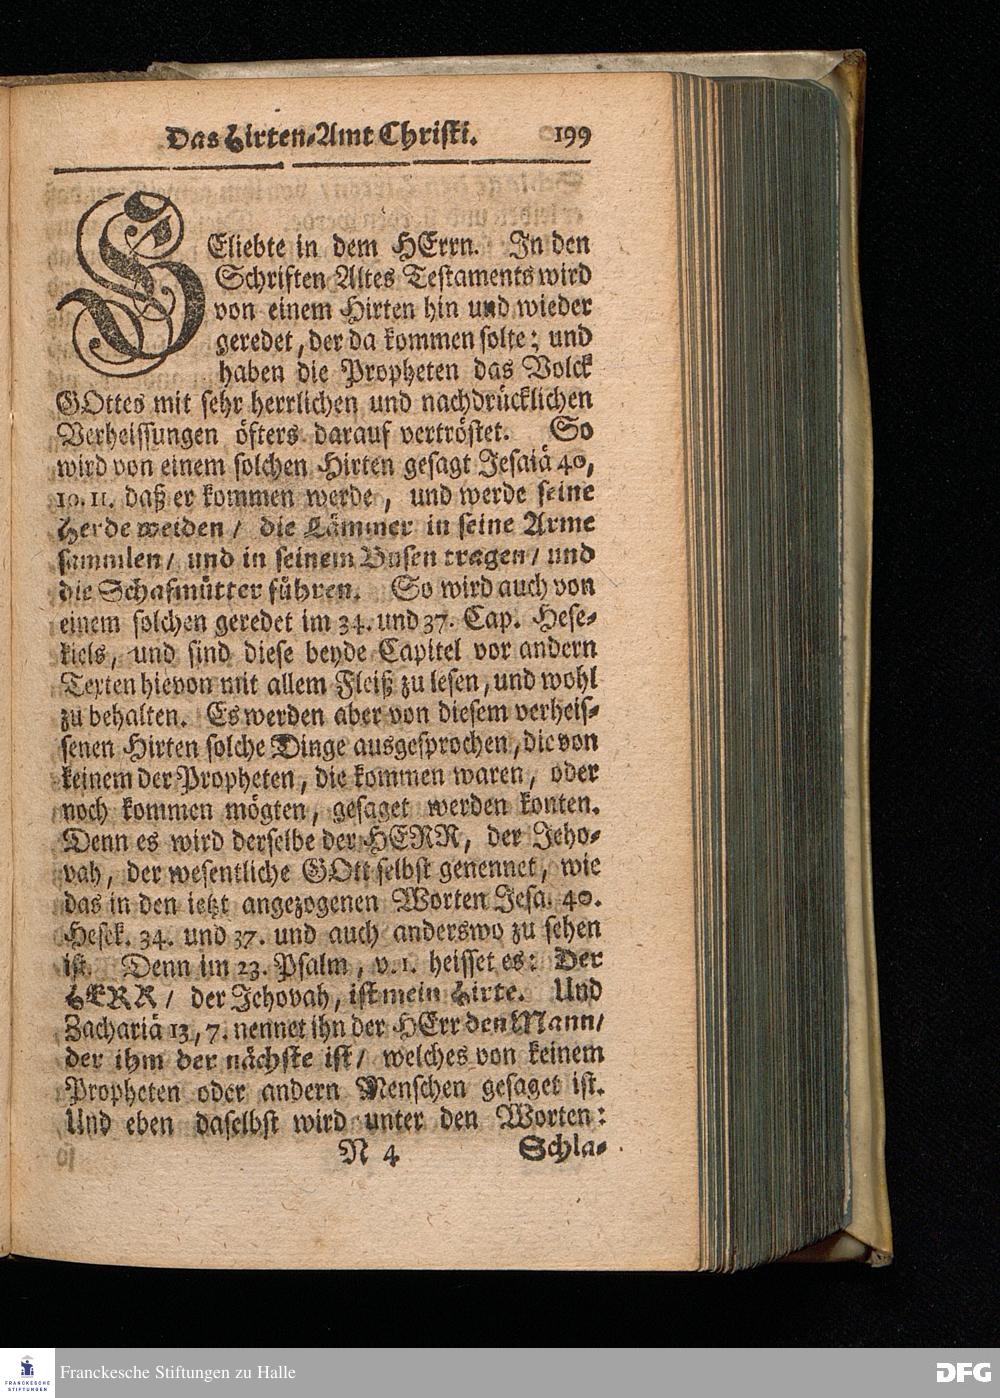 Das Hirten-Amt Christi. 199
GEliebte in dem HErrn. In den
Schriften Altes Testaments wird
von einem Hirten hin und wieder
geredet, der da kommen solte; und
haben die Propheten das Volck
GOttes mit sehr herrlichen und nachdrücklichen
Verheissungen öfters darauf vertröstet. So
wird von einem solchen Hirten gesagt Jesaiä 40,
10. 11. daß er kommen werde, und werde seine
Herde weiden/ die Lämmer in seine Arme
sammlen/ und in seinem Busen tragen/ und
die Schafmütter führen. So wird auch von
einem solchen geredet im 34. und 37. Cap. Hese-
kiels, und sind diese beyde Capitel vor andern
Texten hievon mit allem Fleiß zu lesen, und wohl
zu behalten. Es werden aber von diesem verheis-
senen Hirten solche Dinge ausgesprochen, die von
keinem der Propheten, die kommen waren, oder
noch kommen mögten, gesaget werden konten.
Denn es wird derselbe der HERR, der Jeho-
vah, der wesentliche GOtt selbst genennet, wie
das in den ietzt angezogenen Worten Jesa. 40.
Hesek. 34. und 37. und auch anderswo zu sehen
ist. Denn im 23. Psalm, v. 1. heisset es: Der
HERR/ der Jehovah, ist mein Hirte. Und
Zachariä 13, 7. nennet ihn der HErr den Mann/
der ihm der nächste ist/ welches von keinem
Propheten oder andern Menschen gesaget ist.
Und eben daselbst wird unter den Worten:
N 4 Schla-
FRANCKESCHE STIFTUNGEN
Franckesche Stiftungen zu Halle
DFG